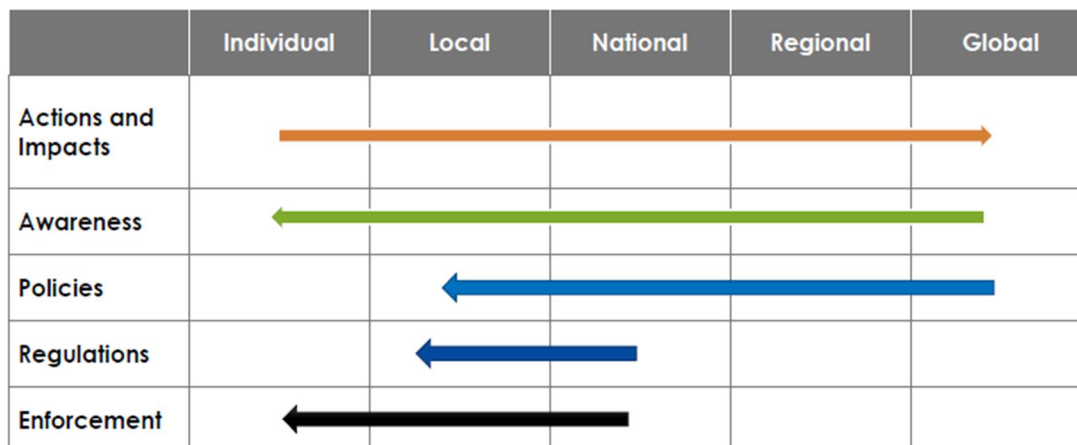 Individual Local National Regional Global
Actions and
Impacts
Awareness
Policies
Regulations
Enforcement